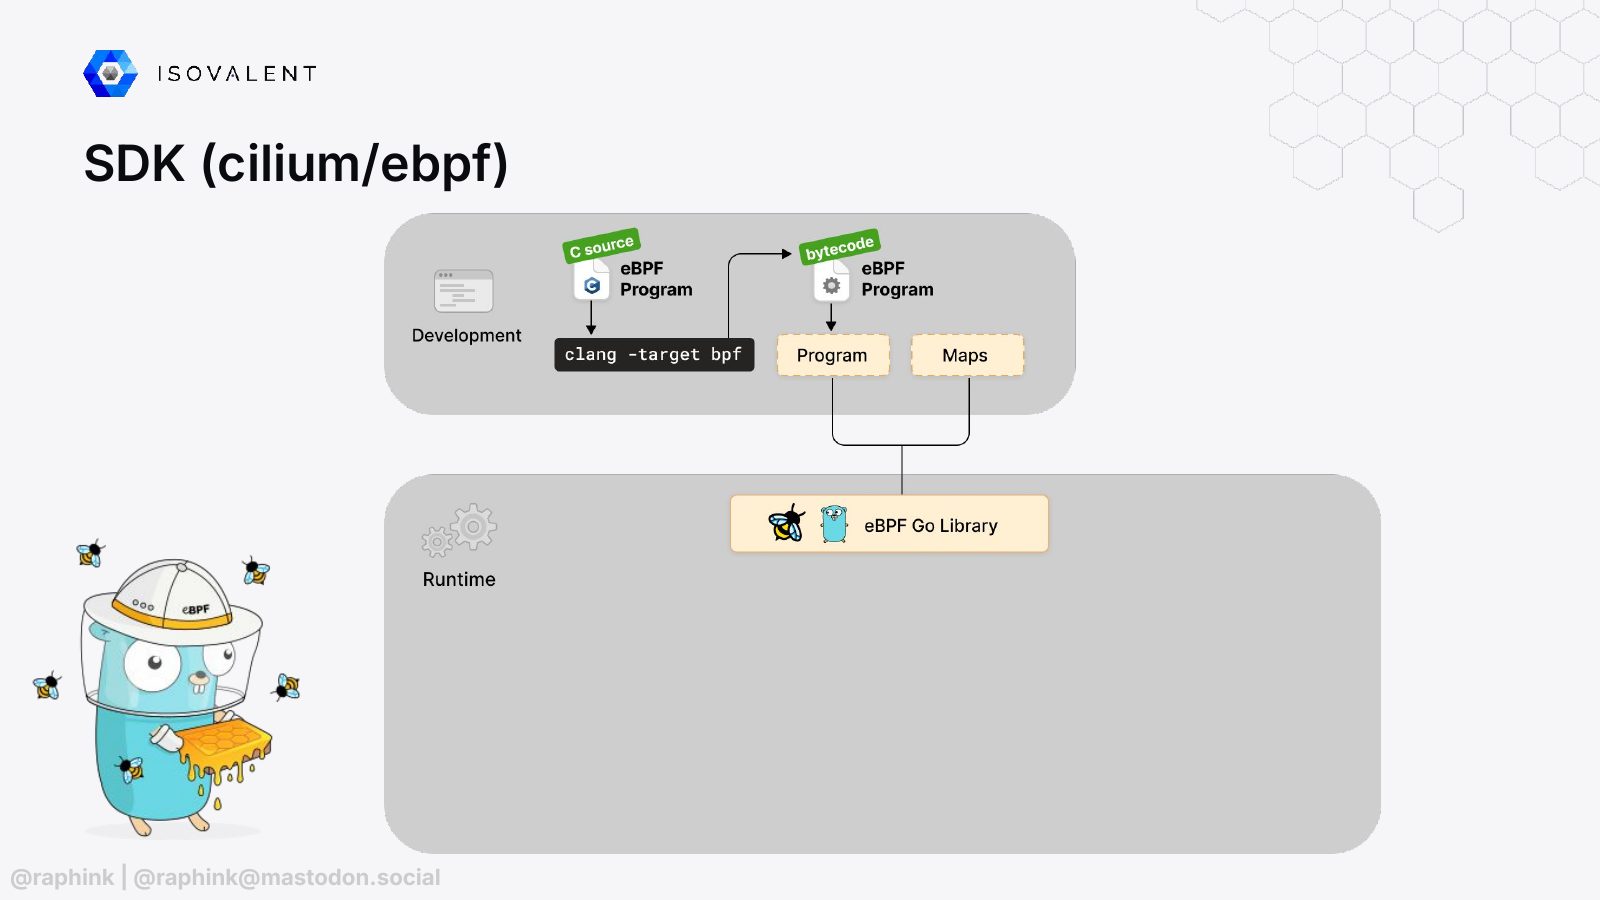 ISOVALENT
SDK (cilium/ebpf)
C source
eBPF
Program
bytecode
eBPF
Program
Development
clang -target bpf
Program
Maps
eBPF Go Library
Runtime
eBPF
@raphink | @raphink@mastodon.social